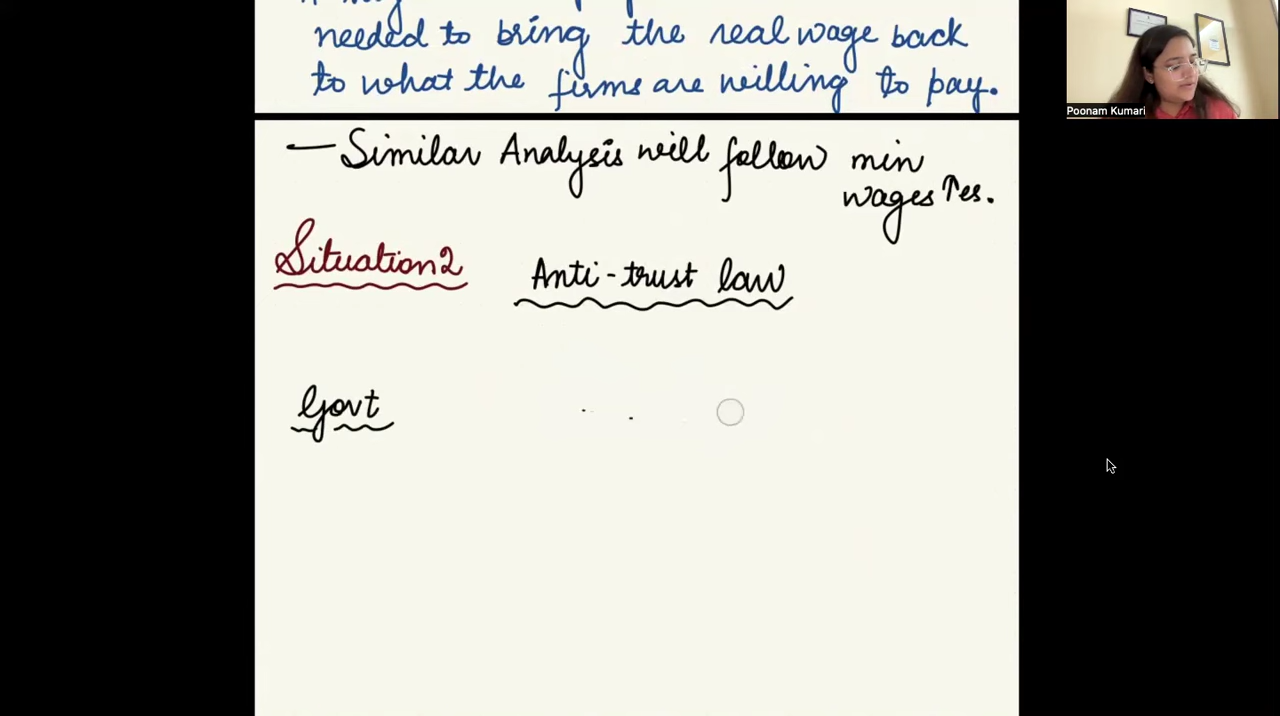 needed to bring the real wage back
to what the firms are willing to pay.
Poonam Kumari
— Similar Analysis will follow min
wages ↑es.
Situation 2
Anti-trust law
Govt